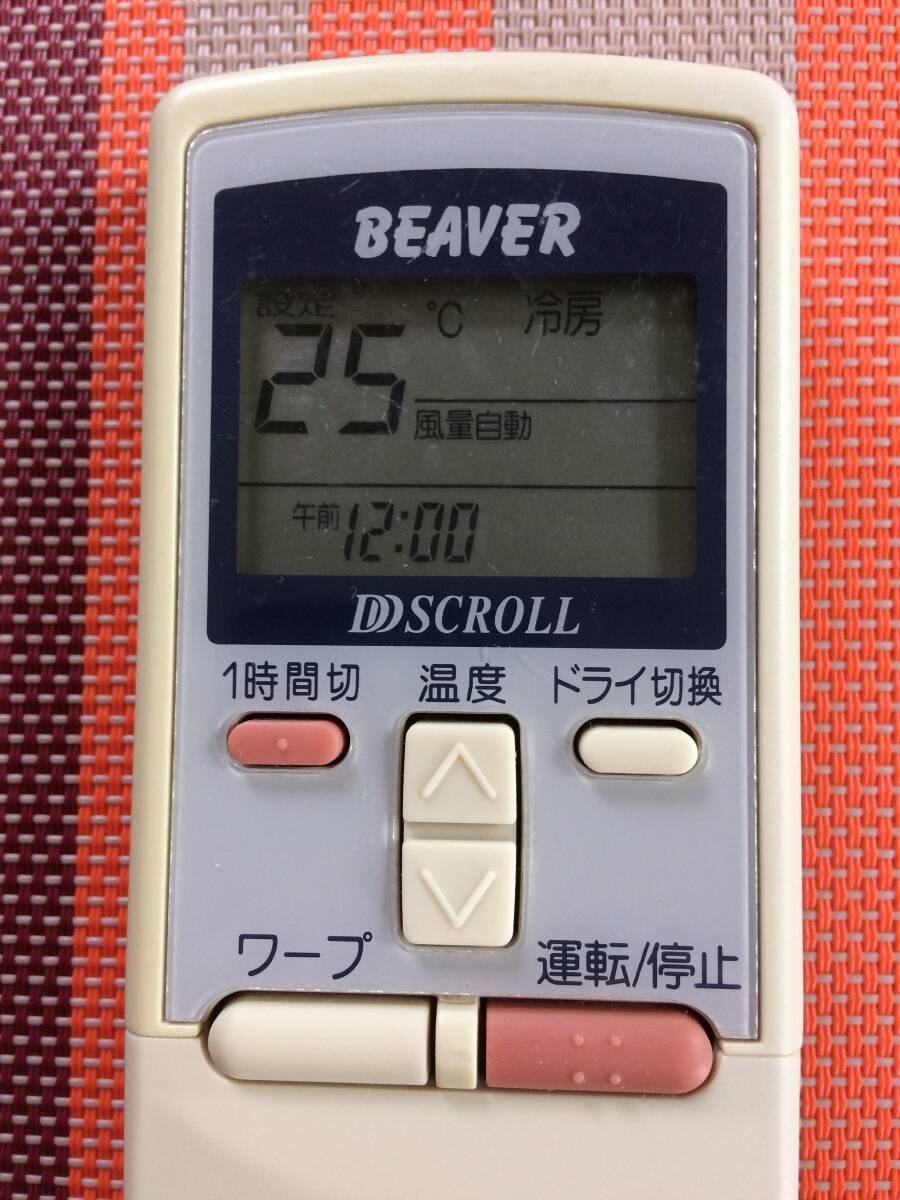 BEAVER
設定 25 ℃ 冷房
風量自動
午前 12:00
DDSCROLL
1時間切 温度 ドライ切換
ワープ 運転/停止